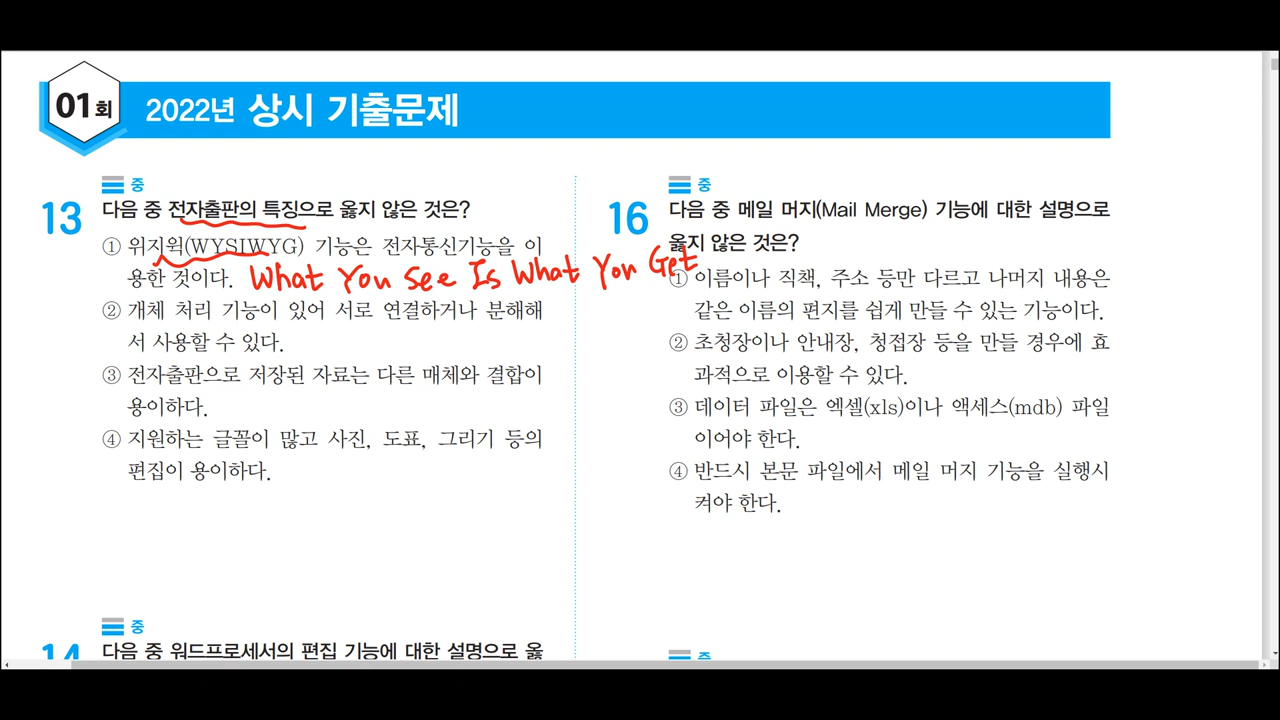 01회 2022년 상시 기출문제
중
13 다음 중 전자출판의 특징으로 옳지 않은 것은?
① 위지윅(WYSIWYG) 기능은 전자통신기능을 이
용한 것이다.
What You See Is What You Get
② 개체 처리 기능이 있어 서로 연결하거나 분해해
서 사용할 수 있다.
③ 전자출판으로 저장된 자료는 다른 매체와 결합이
용이하다.
④ 지원하는 글꼴이 많고 사진, 도표, 그리기 등의
편집이 용이하다.
중
14 다음 중 워드프로세서의 편집 기능에 대한 설명으로 옳
중
16 다음 중 메일 머지(Mail Merge) 기능에 대한 설명으로
옳지 않은 것은?
① 이름이나 직책, 주소 등만 다르고 나머지 내용은
같은 이름의 편지를 쉽게 만들 수 있는 기능이다.
② 초청장이나 안내장, 청접장 등을 만들 경우에 효
과적으로 이용할 수 있다.
③ 데이터 파일은 엑셀(xls)이나 액세스(mdb) 파일
이어야 한다.
④ 반드시 본문 파일에서 메일 머지 기능을 실행시
켜야 한다.
중